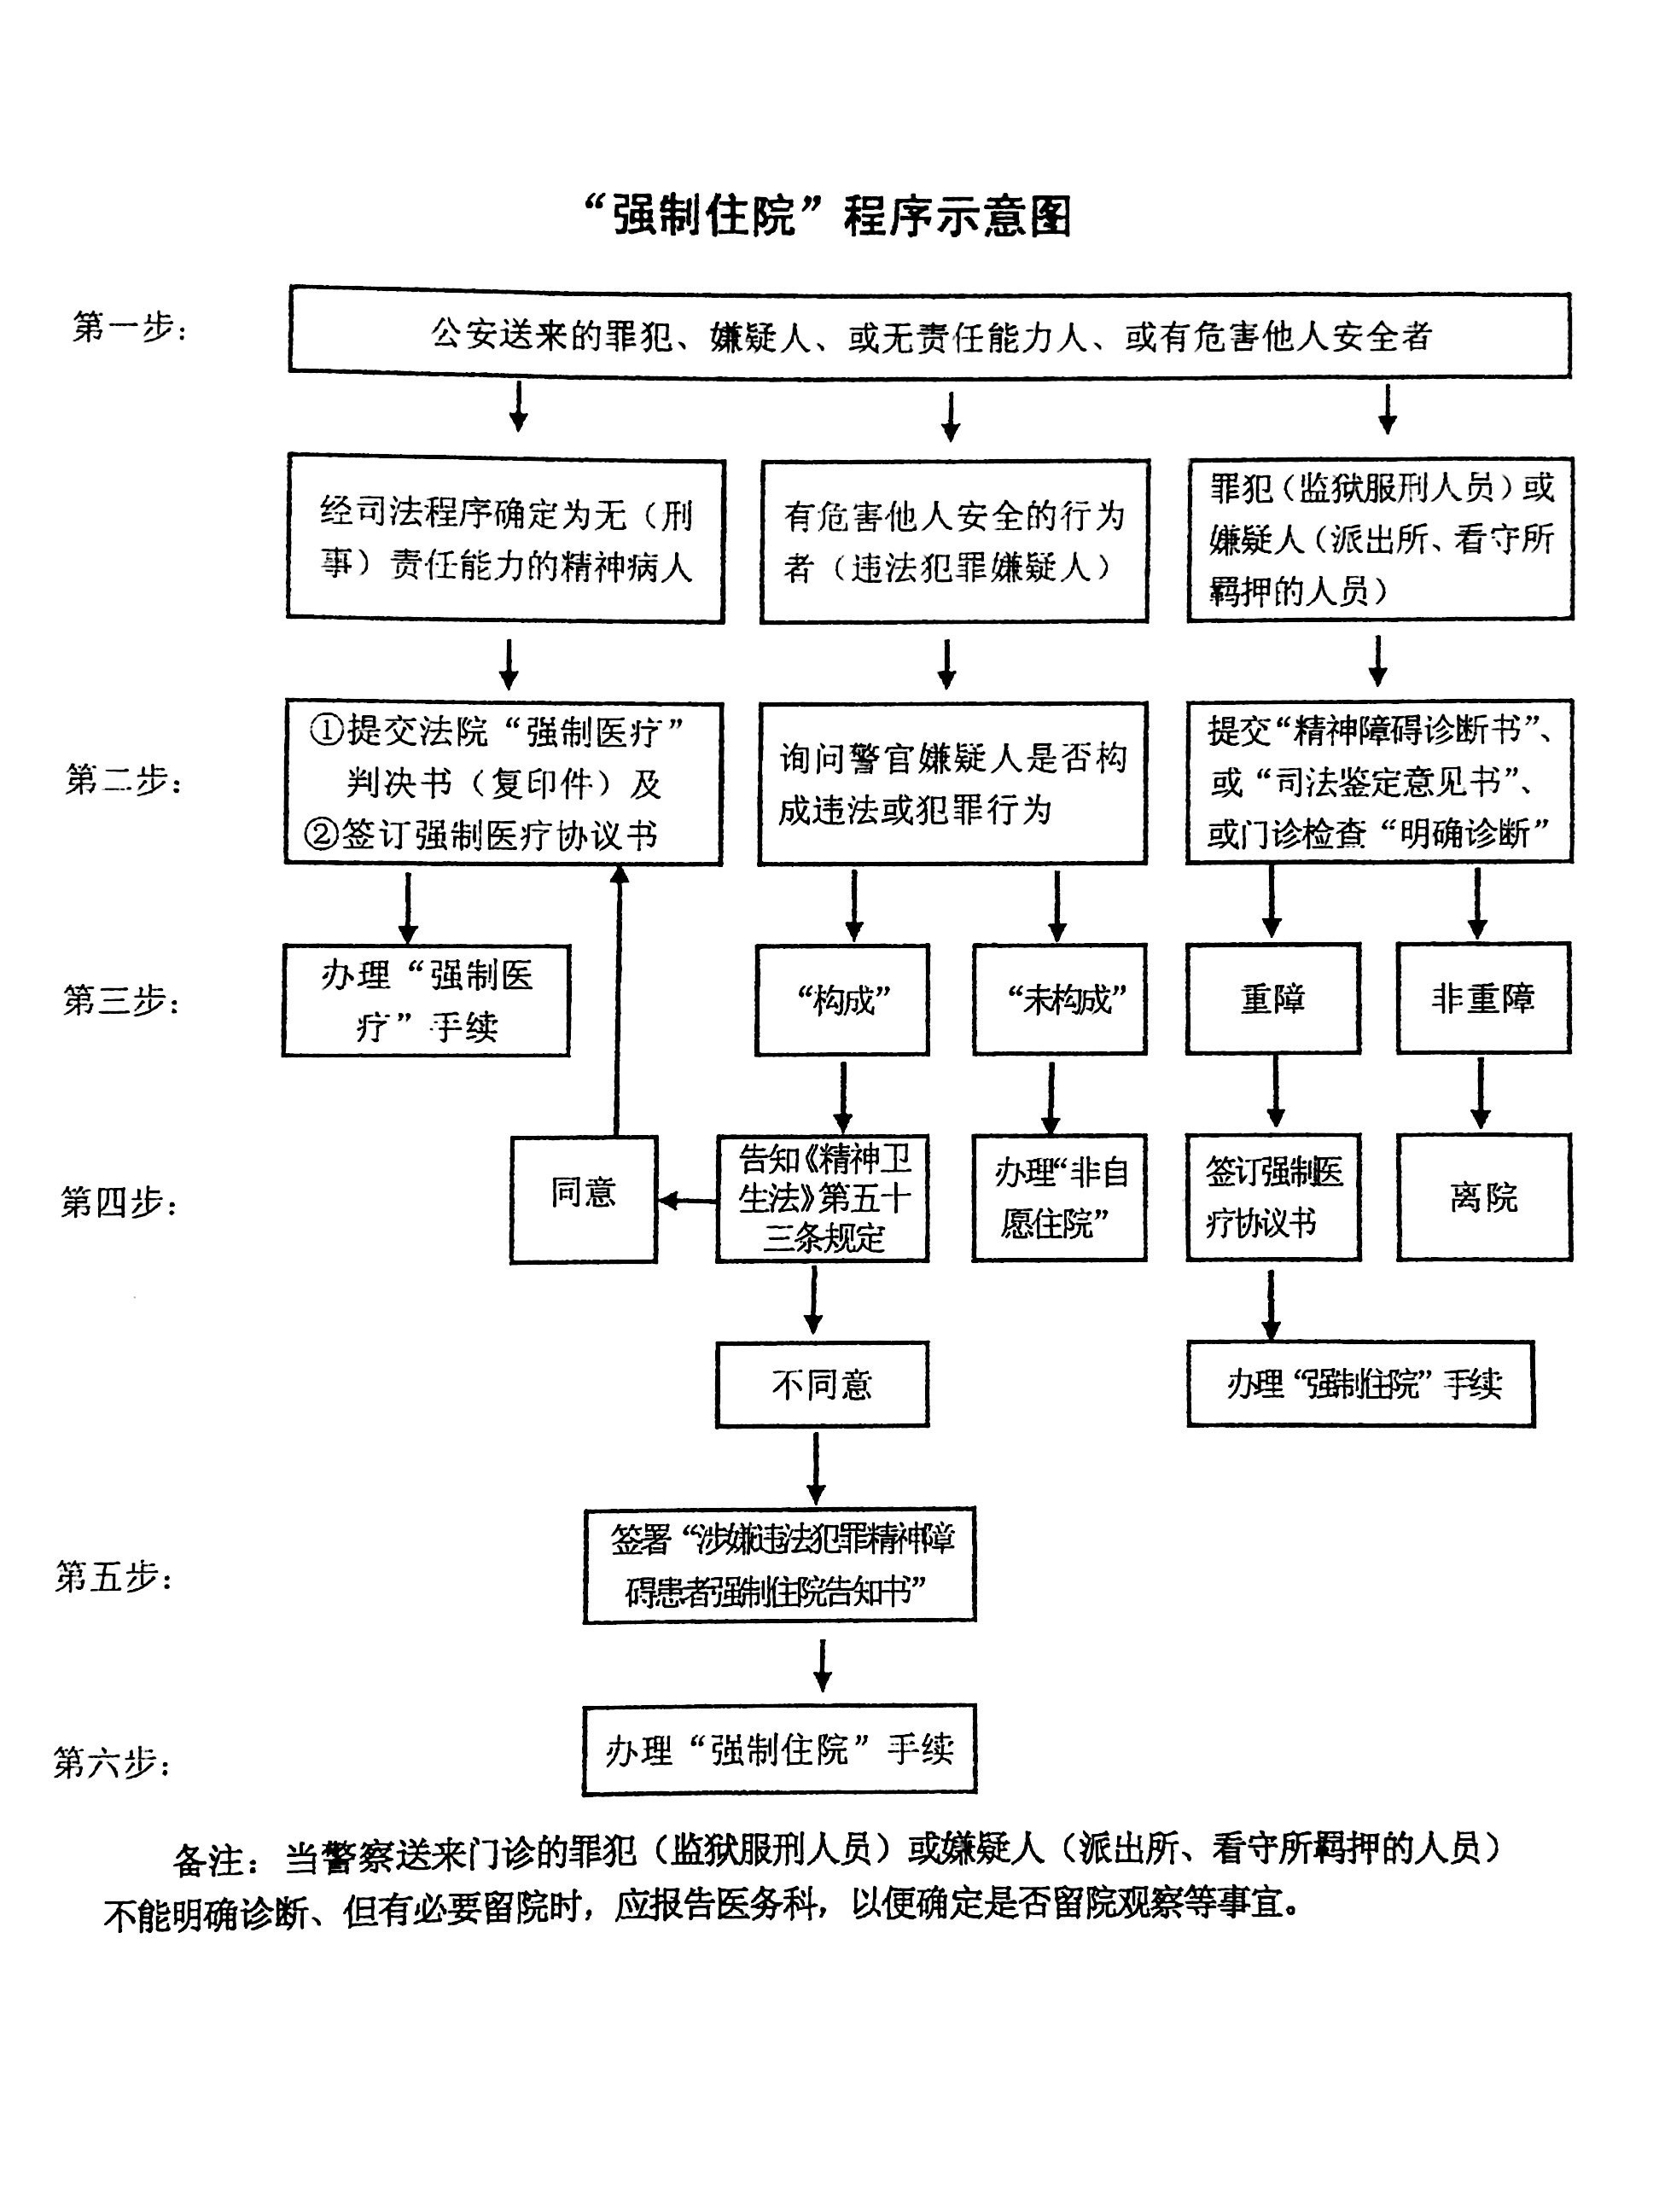 “强制住院”程序示意图
第一步：
公安送来的罪犯、嫌疑人、或无责任能力人、或有危害他人安全者
经司法程序确定为无（刑
事）责任能力的精神病人
有危害他人安全的行为
者（违法犯罪嫌疑人）
罪犯（监狱服刑人员）或
嫌疑人（派出所、看守所
羁押的人员）
第二步：
①提交法院“强制医疗”
判决书（复印件）及
②签订强制医疗协议书
询问警官嫌疑人是否构
成违法或犯罪行为
提交“精神障碍诊断书”、
或“司法鉴定意见书”、
或门诊检查“明确诊断”
第三步：
办理“强制医
疗”手续
“构成”
“未构成”
重障
非重障
第四步：
同意
告知《精神卫
生法》第五十
三条规定
办理“非自
愿住院”
签订强制医
疗协议书
离院
不同意
办理“强制住院”手续
第五步：
签署“涉嫌违法犯罪精神障
碍患者强制住院告知书”
第六步：
办理“强制住院”手续
备注：当警察送来门诊的罪犯（监狱服刑人员）或嫌疑人（派出所、看守所羁押的人员）
不能明确诊断、但有必要留院时，应报告医务科，以便确定是否留院观察等事宜。